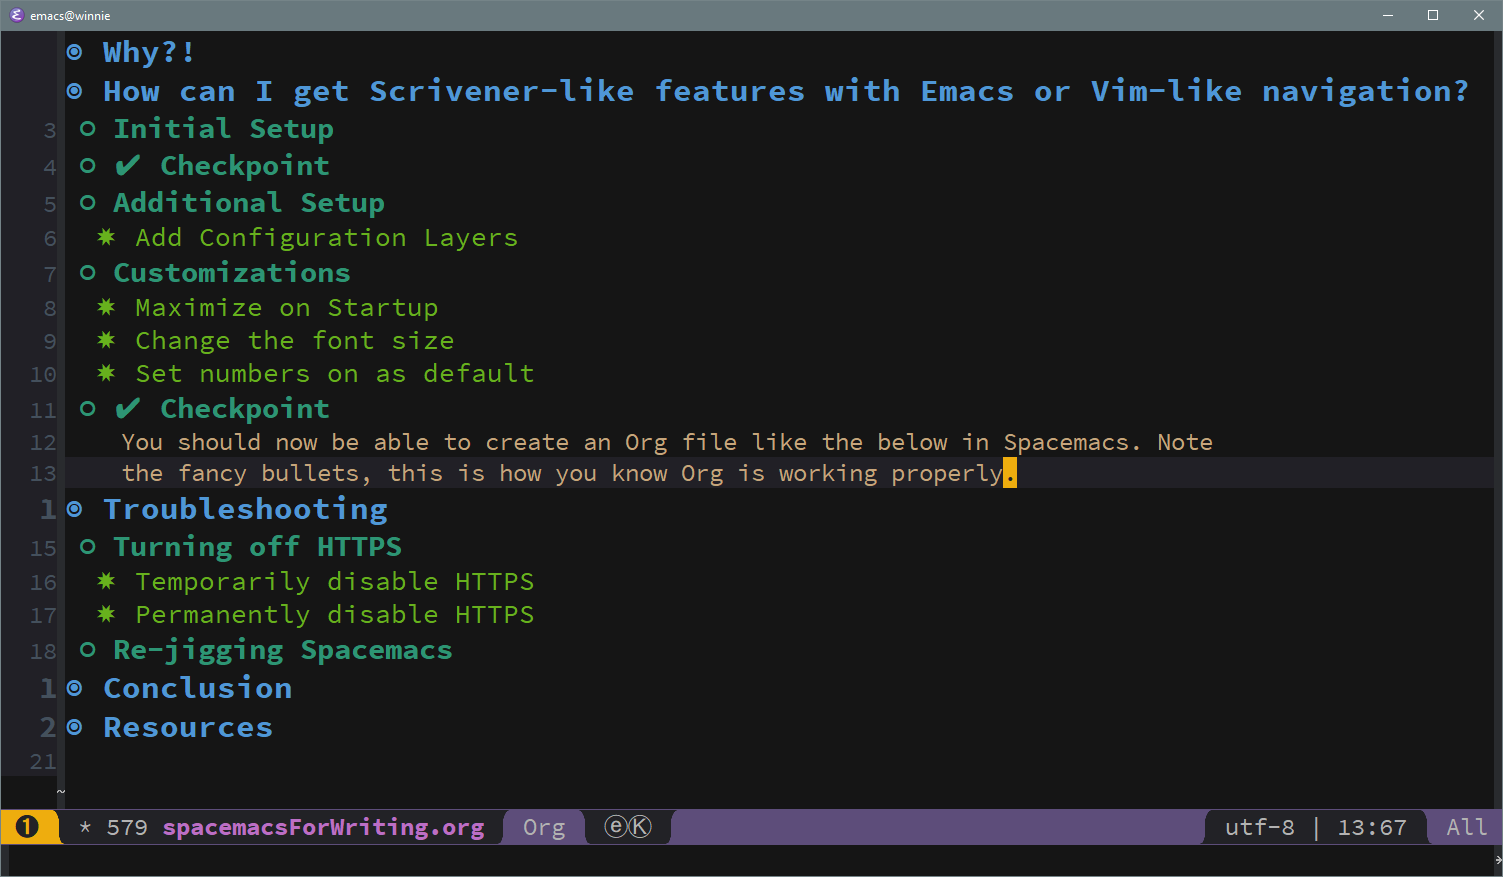 emacs@winnie
Why?!
How can I get Scrivener-like features with Emacs or Vim-like navigation?
3 Initial Setup
4 ✔ Checkpoint
5 Additional Setup
6 Add Configuration Layers
7 Customizations
8 Maximize on Startup
9 Change the font size
10 Set numbers on as default
11 ✔ Checkpoint
12 You should now be able to create an Org file like the below in Spacemacs. Note
13 the fancy bullets, this is how you know Org is working properly.
1 Troubleshooting
15 Turning off HTTPS
16 Temporarily disable HTTPS
17 Permanently disable HTTPS
18 Re-jigging Spacemacs
1 Conclusion
2 Resources
21
~
❶ * 579 spacemacsForWriting.org Org ⓔⓀ utf-8 | 13:67 All